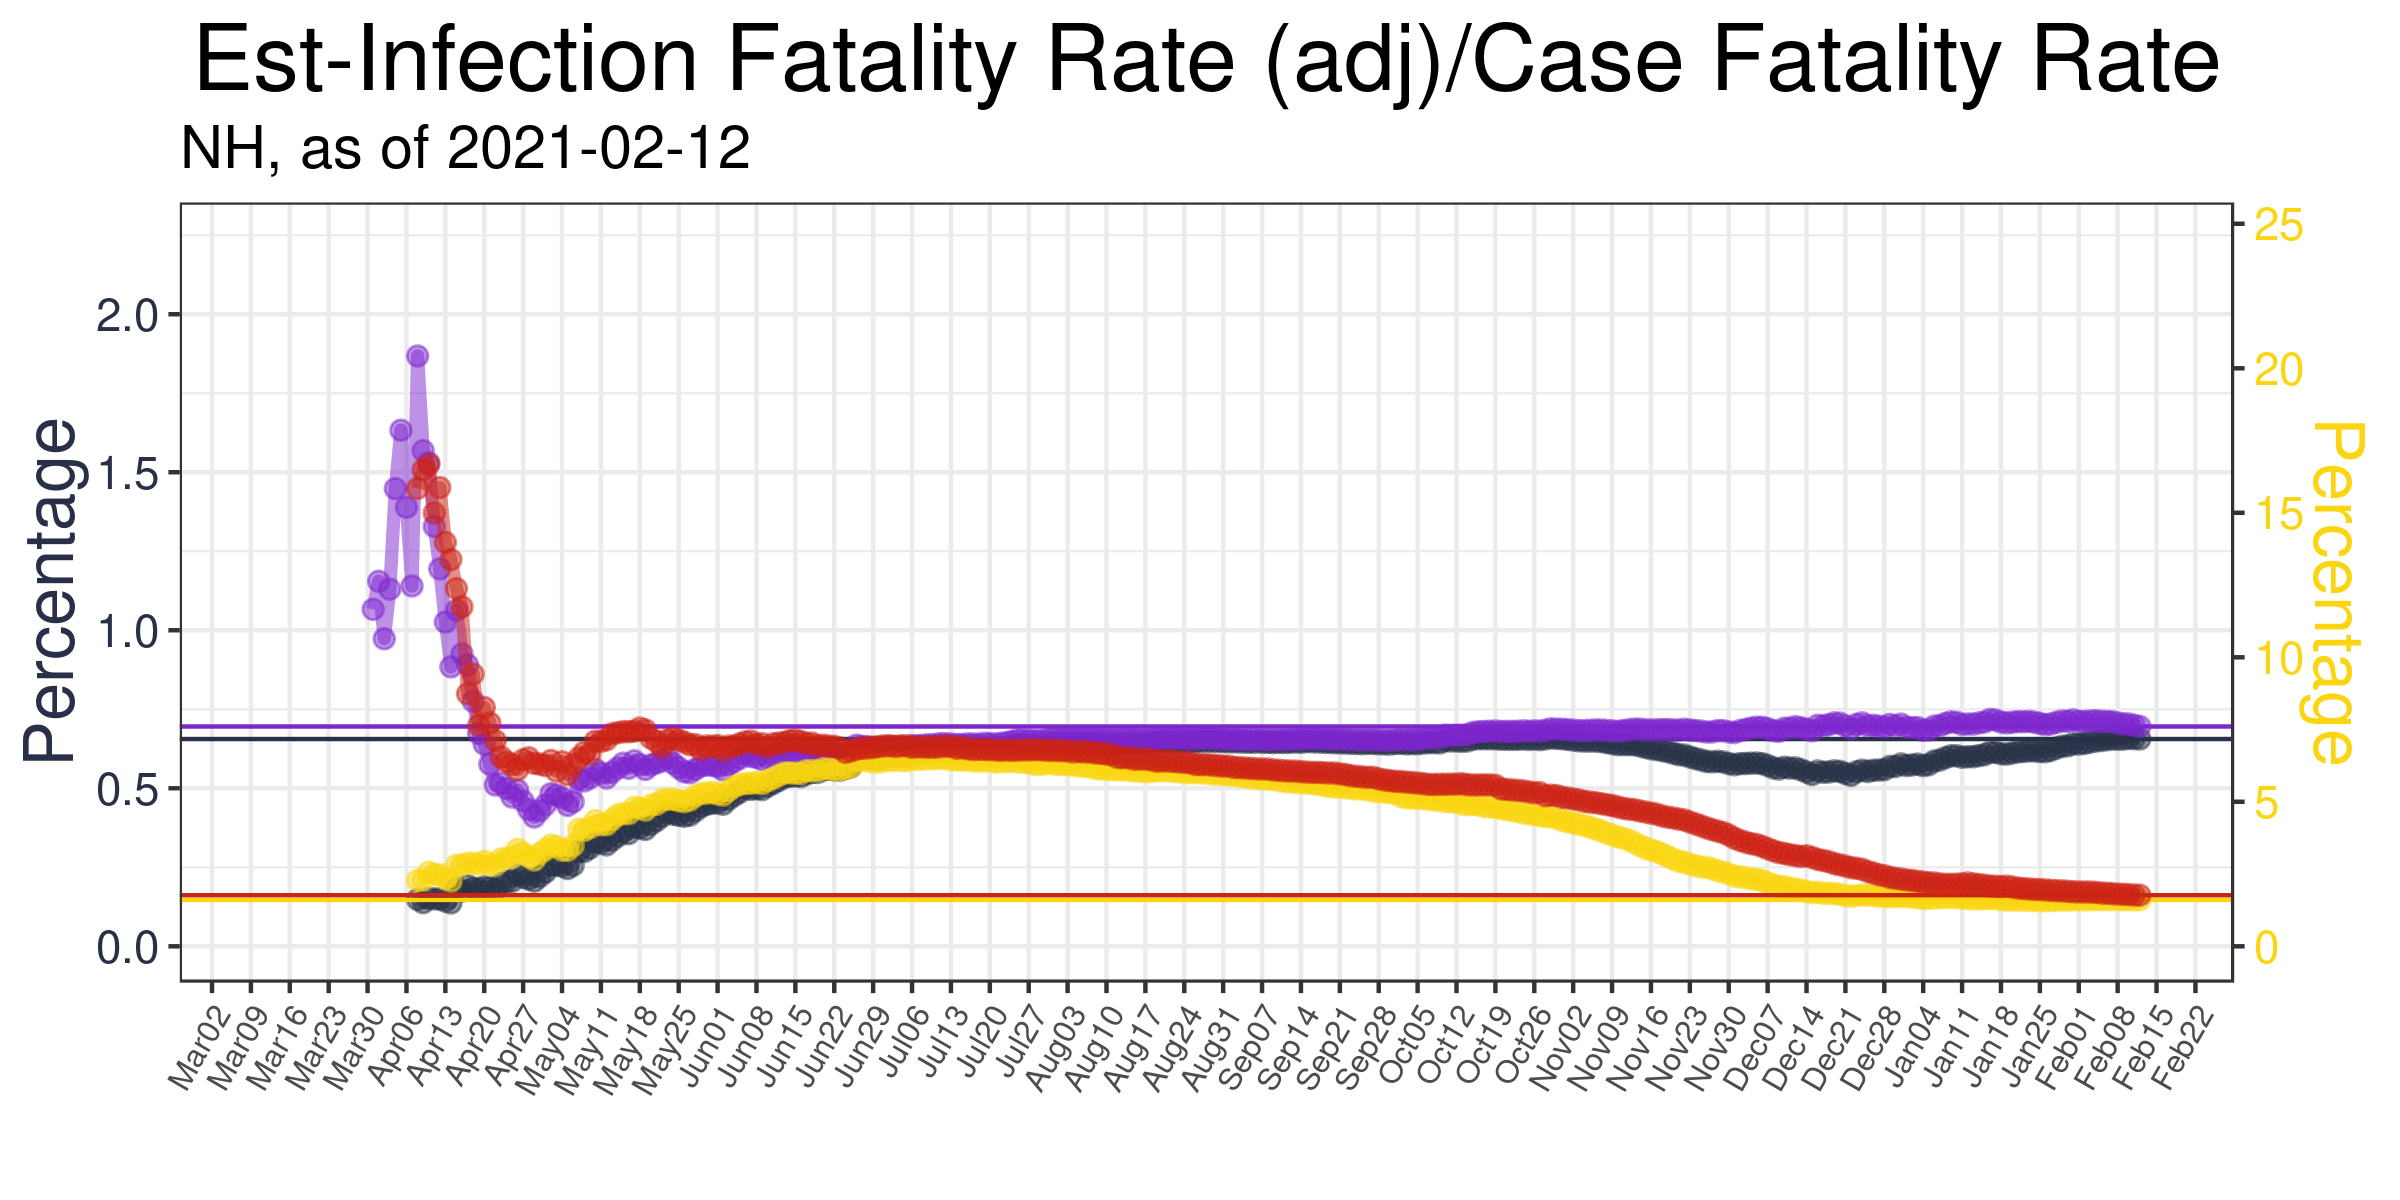 Est-Infection Fatality Rate (adj)/Case Fatality Rate
NH, as of 2021-02-12
Percentage
2.0
1.5
1.0
0.5
0.0
25
20
15
10
5
0
Percentage
Mar02
Mar09
Mar16
Mar23
Mar30
Apr06
Apr13
Apr20
Apr27
May04
May11
May18
May25
Jun01
Jun08
Jun15
Jun22
Jun29
Jul06
Jul13
Jul20
Jul27
Aug03
Aug10
Aug17
Aug24
Aug31
Sep07
Sep14
Sep21
Sep28
Oct05
Oct12
Oct19
Oct26
Nov02
Nov09
Nov16
Nov23
Nov30
Dec07
Dec14
Dec21
Dec28
Jan04
Jan11
Jan18
Jan25
Feb01
Feb08
Feb15
Feb22